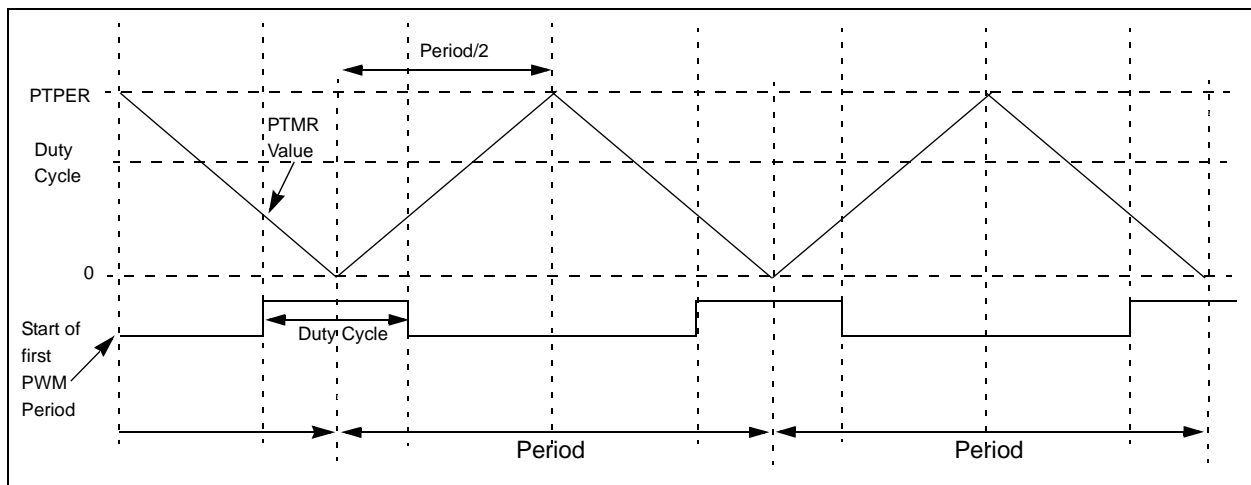 Period/2
PTPER
PTMR
Value
Duty
Cycle
0
Start of
first
PWM
Period
Duty Cycle
Period
Period